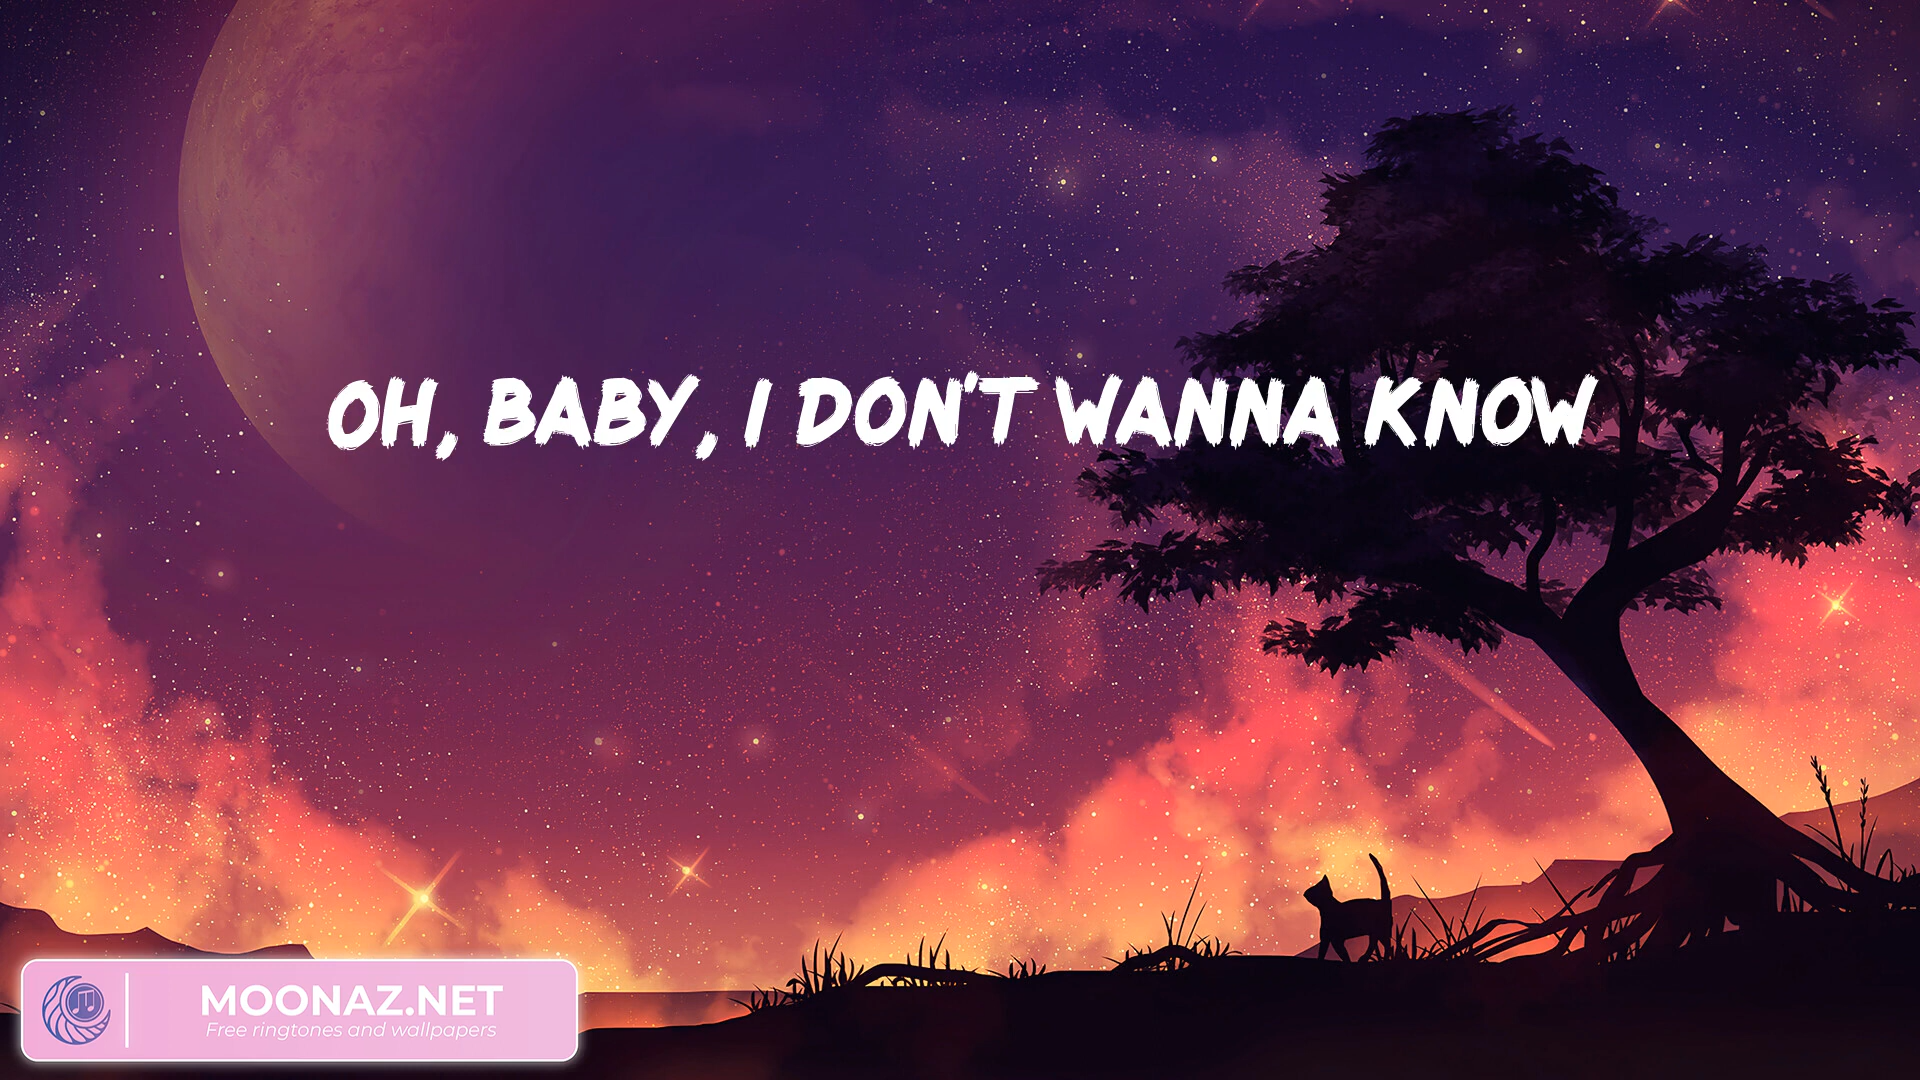 OH, BABY, I DON'T WANNA KNOW
MOONAZ.NET
Free ringtones and wallpapers